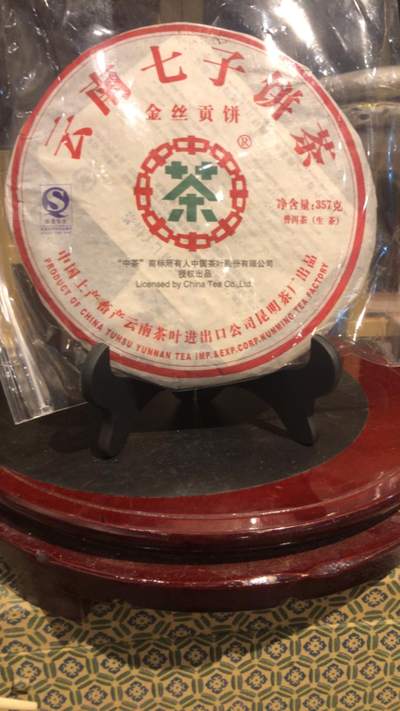 云南七子饼茶
金丝贡饼
®
茶
净含量:357克
普洱茶(生茶)
"中茶"商标所有人中国茶叶股份有限公司
授权出品
Licensed by China Tea Co.,Ltd.
中国土产畜产云南茶叶进出口公司昆明茶厂出品
PRODUCT OF CHINA TUHSU YUNNAN TEA IMP.&EXP.CORP.KUNMING TEA FACTORY